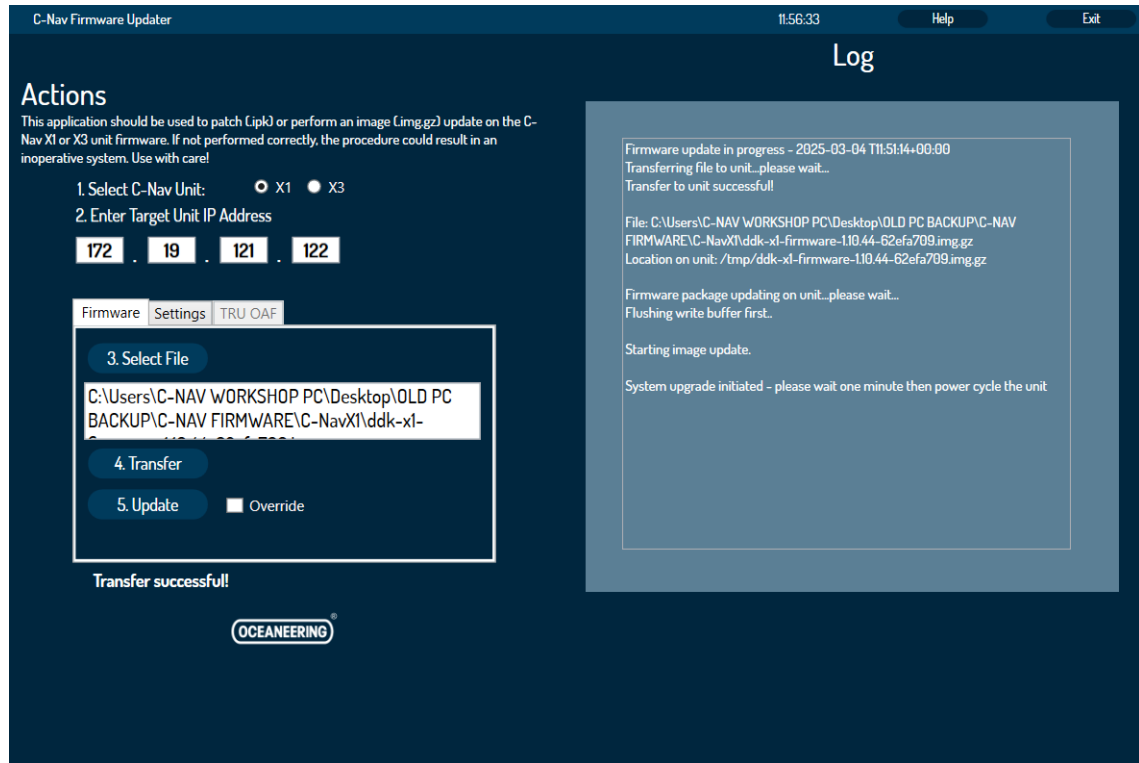 C-Nav Firmware Updater
11:56:33
Help
Exit
Log
Actions
This application should be used to patch (.ipk) or perform an image (.img.gz) update on the C-
Nav X1 or X3 unit firmware. If not performed correctly, the procedure could result in an
inoperative system. Use with care!
1. Select C-Nav Unit: X1 X3
2. Enter Target Unit IP Address
172 . 19 . 121 . 122
Firmware Settings TRU OAF
3. Select File
C:\Users\C-NAV WORKSHOP PC\Desktop\OLD PC
BACKUP\C-NAV FIRMWARE\C-NavX1\ddk-x1-
4. Transfer
5. Update Override
Transfer successful!
OCEANEERING®
Firmware update in progress - 2025-03-04 T11:51:14+00:00
Transferring file to unit...please wait...
Transfer to unit successful!
File: C:\Users\C-NAV WORKSHOP PC\Desktop\OLD PC BACKUP\C-NAV
FIRMWARE\C-NavX1\ddk-x1-firmware-1.10.44-62efa709.img.gz
Location on unit: /tmp/ddk-x1-firmware-1.10.44-62efa709.img.gz
Firmware package updating on unit...please wait...
Flushing write buffer first..
Starting image update.
System upgrade initiated - please wait one minute then power cycle the unit